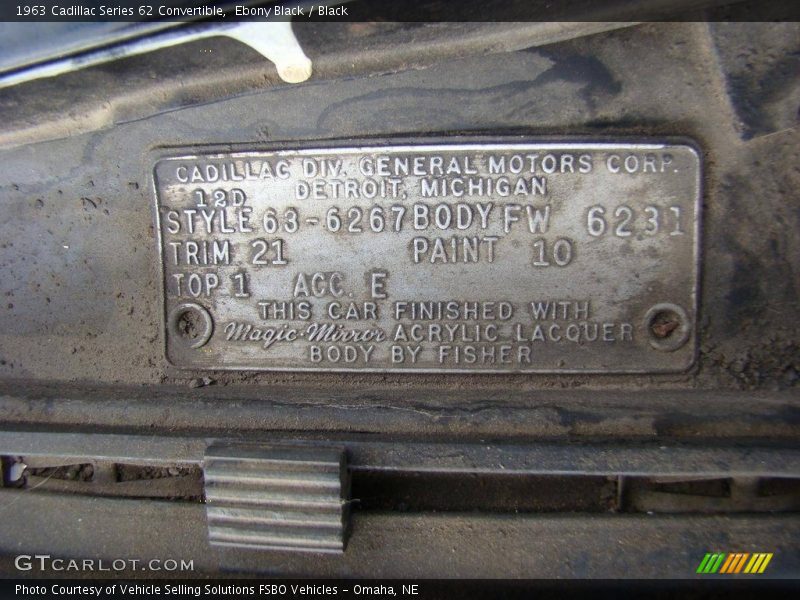 1963 Cadillac Series 62 Convertible, Ebony Black / Black
CADILLAC DIV. GENERAL MOTORS CORP.
DETROIT, MICHIGAN
12D
STYLE 63-6267 BODY FW 6231
TRIM 21 PAINT 10
TOP 1 ACC. E
THIS CAR FINISHED WITH
Magic-Mirror ACRYLIC LACQUER
BODY BY FISHER
GTCARLOT.COM
Photo Courtesy of Vehicle Selling Solutions FSBO Vehicles - Omaha, NE